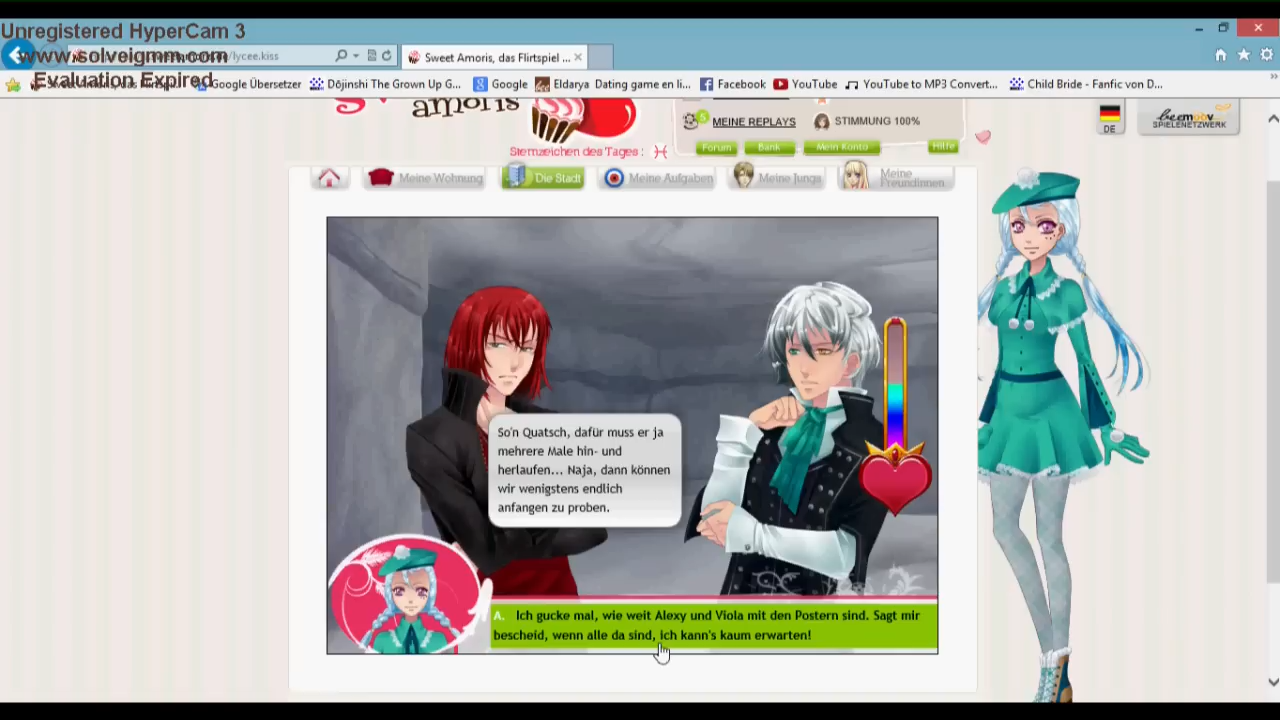 Unregistered HyperCam 3
www.solveigmm.com
Evaluation Expired
/lycee.kiss
Sweet Amoris, das Flirtspiel ...
Google Übersetzer
Dōjinshi The Grown Up G...
Google
Eldarya
Dating game en li...
Facebook
YouTube
YouTube to MP3 Convert...
Child Bride - Fanfic von D...
amoris
5
MEINE REPLAYS
STIMMUNG 100%
DE
beemoov
SPIELENETZWERK
Sternzeichen des Tages :
Forum
Bank
Mein Konto
Hilfe
Meine Wohnung
Die Stadt
Meine Aufgaben
Meine Jungs
Meine
Freundinnen
So'n Quatsch, dafür muss er ja
mehrere Male hin- und
herlaufen... Naja, dann können
wir wenigstens endlich
anfangen zu proben.
A. Ich gucke mal, wie weit Alexy und Viola mit den Postern sind. Sagt mir
bescheid, wenn alle da sind, ich kann's kaum erwarten!